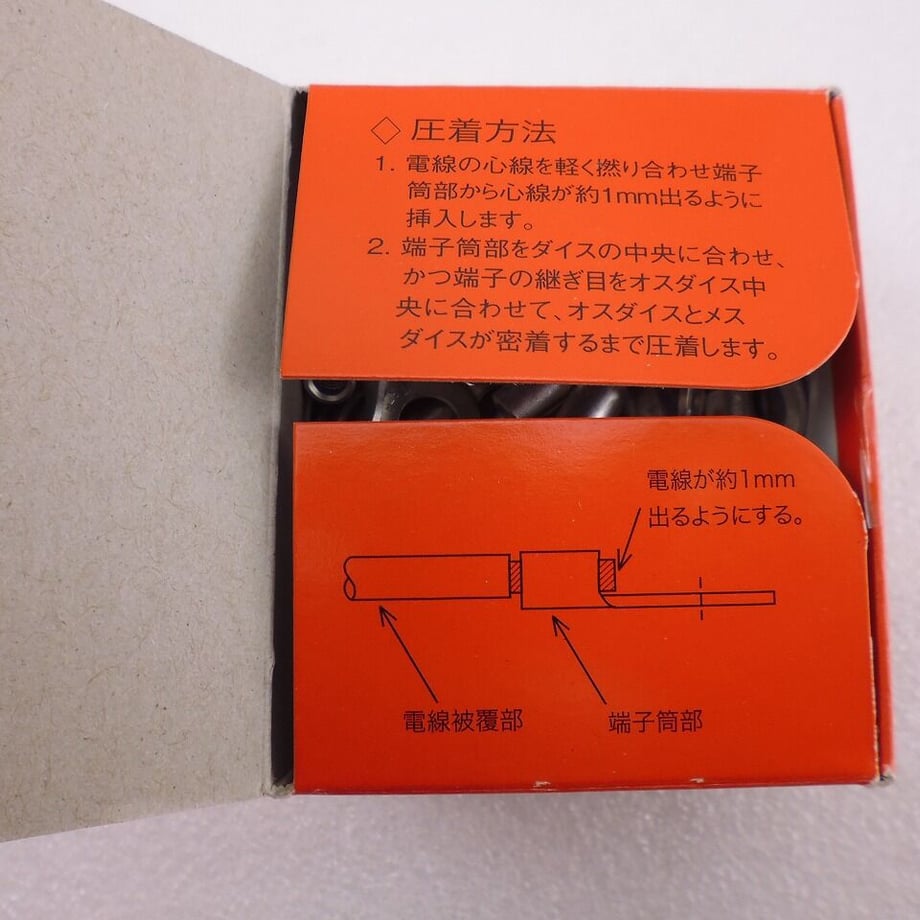 ◇ 圧着方法
1. 電線の心線を軽く撚り合わせ端子
筒部から心線が約1mm出るように
挿入します。
2. 端子筒部をダイスの中央に合わせ、
かつ端子の継ぎ目をオスダイス中
央に合わせて、オスダイスとメス
ダイスが密着するまで圧着します。
電線が約1mm
出るようにする。
電線被覆部
端子筒部